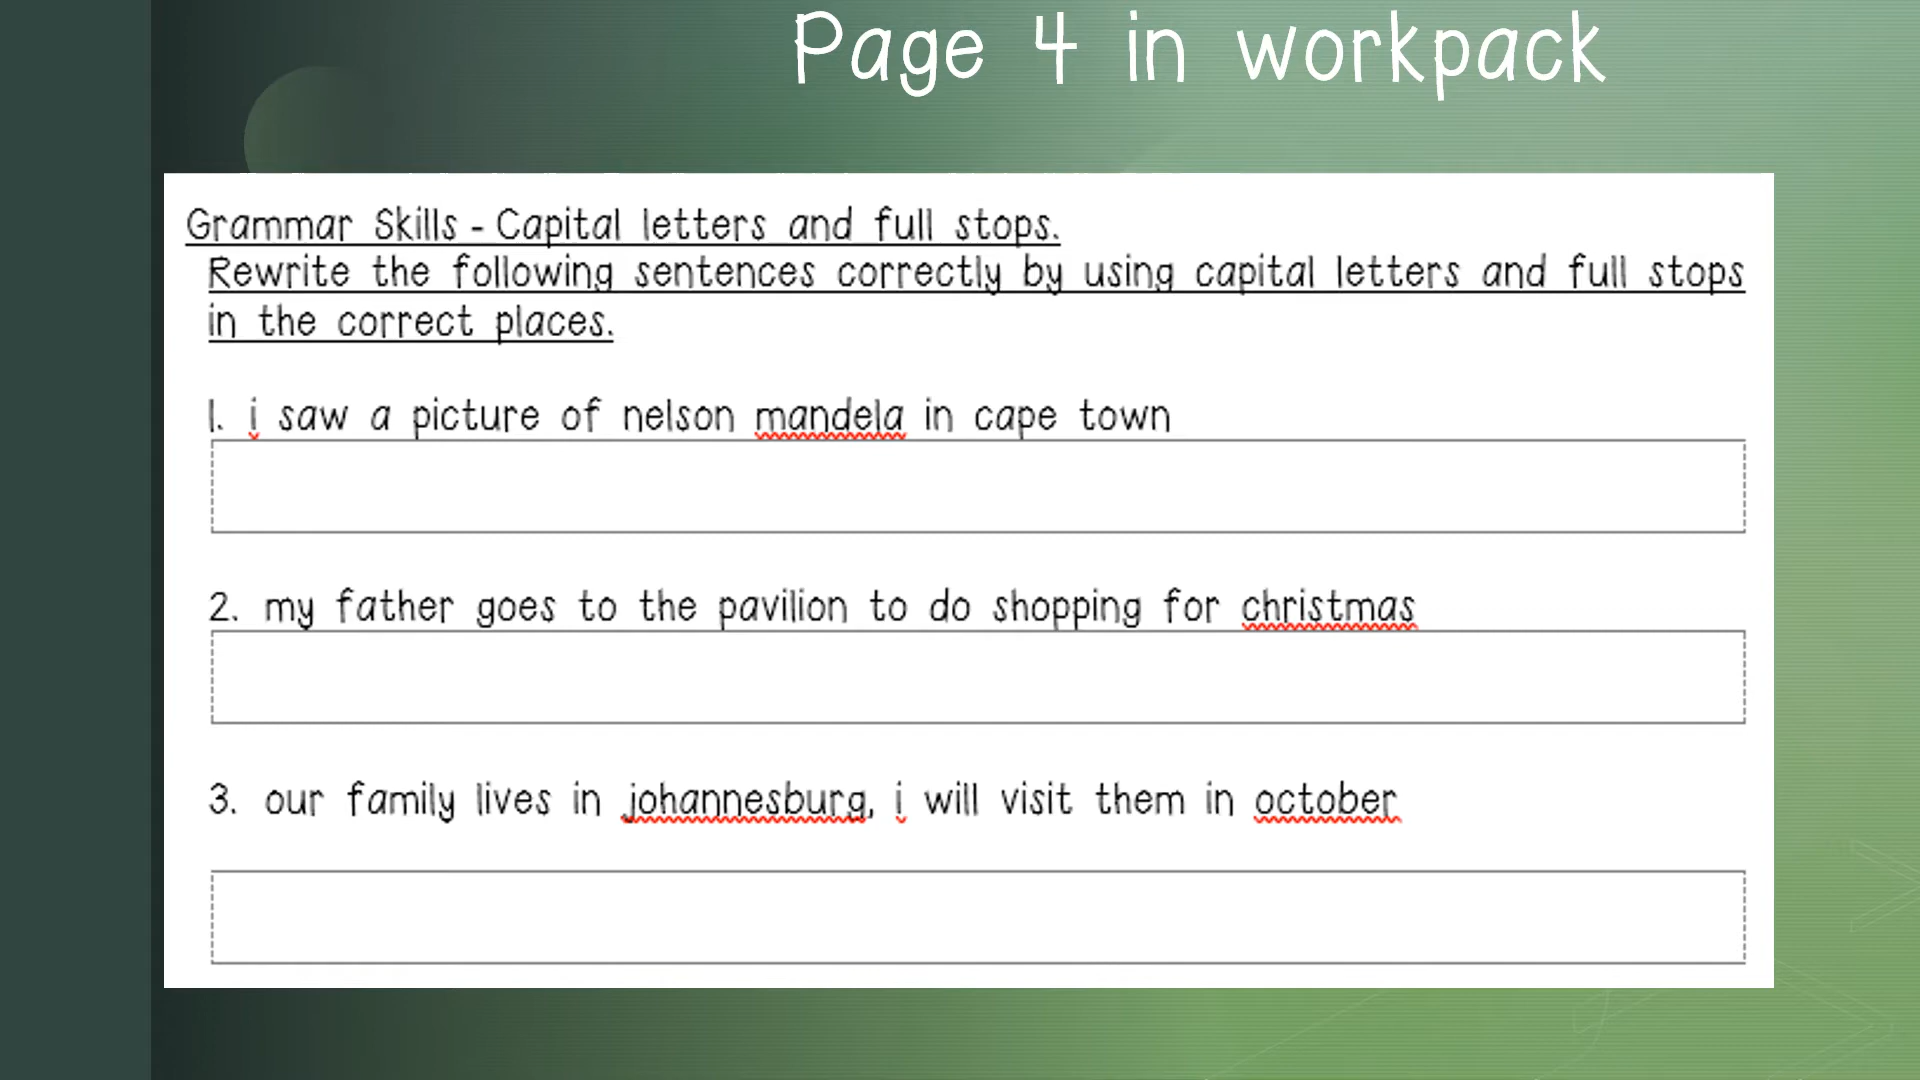 Page 4 in workpack
Grammar Skills - Capital letters and full stops.
Rewrite the following sentences correctly by using capital letters and full stops
in the correct places.
1. i saw a picture of nelson mandela in cape town
2. my father goes to the pavilion to do shopping for christmas
3. our family lives in johannesburg, i will visit them in october